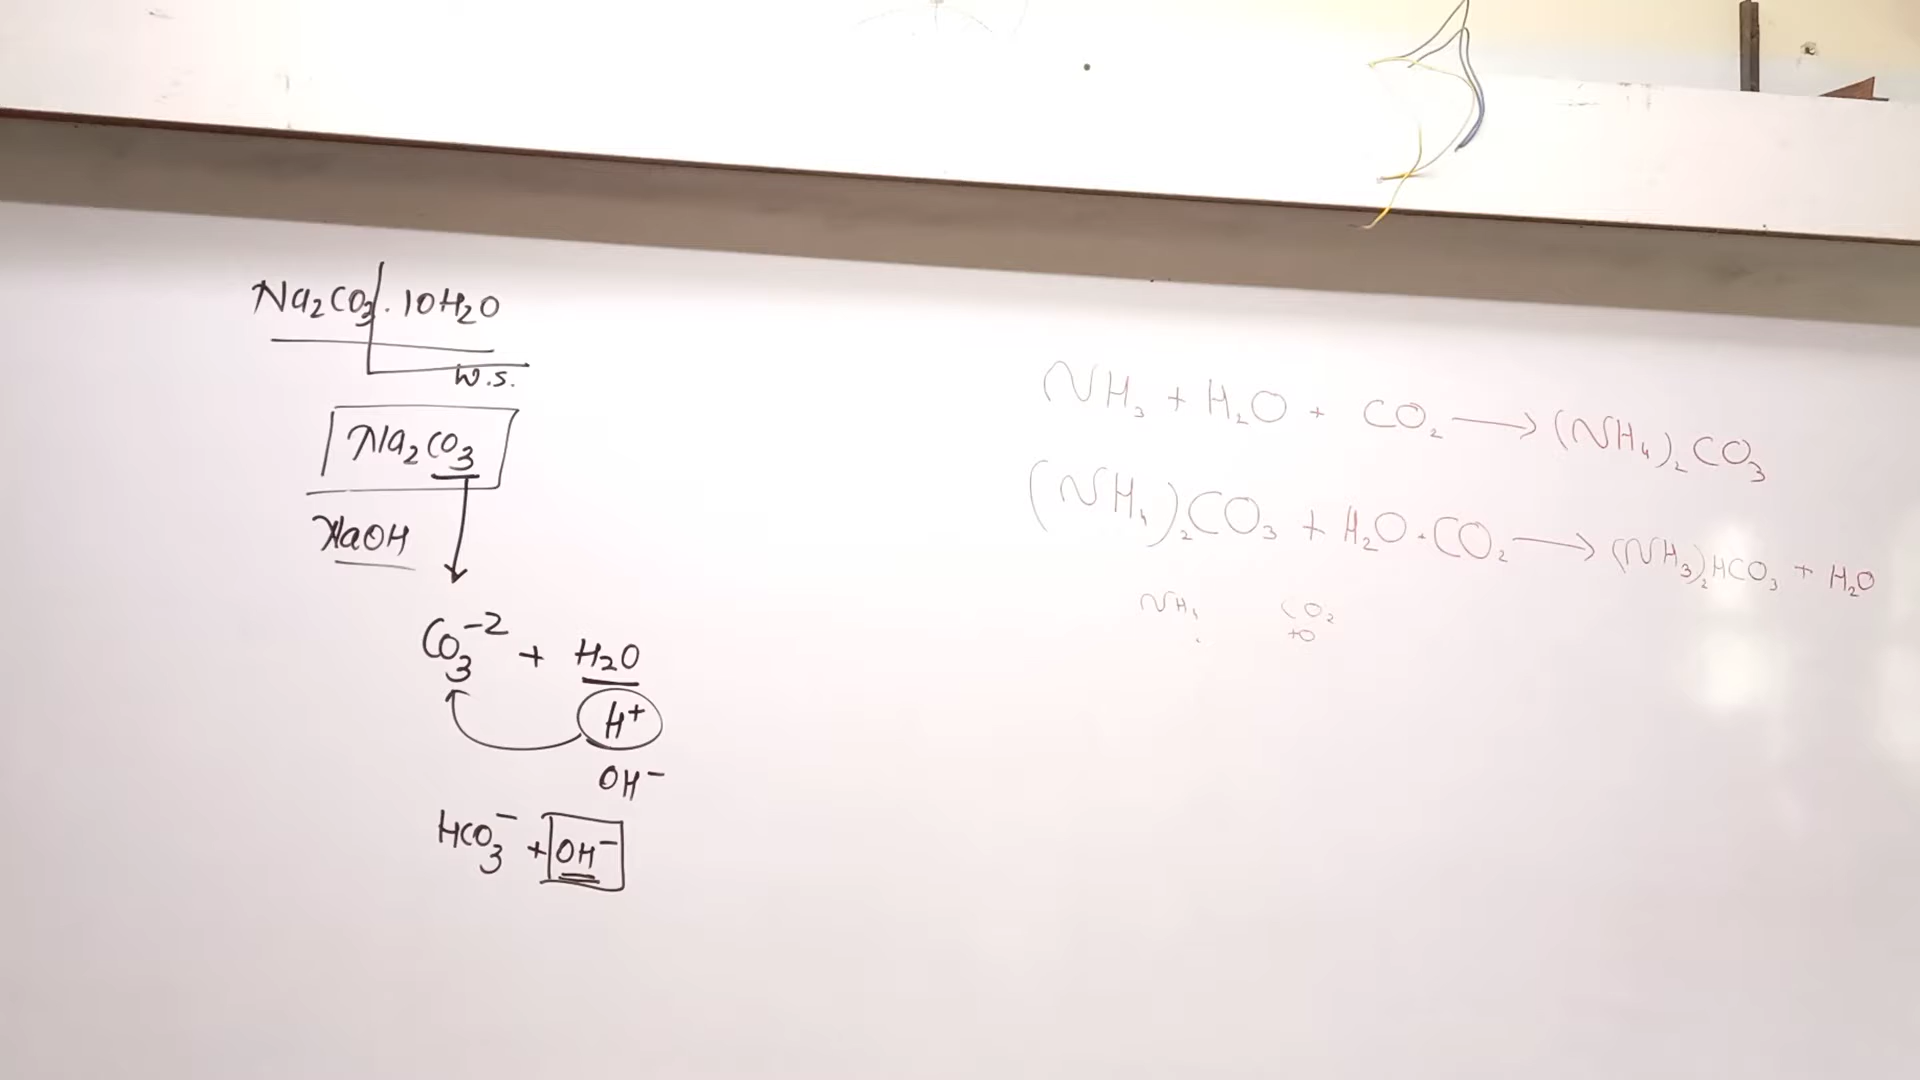 Na₂CO₃ · 10H₂O
W.S.
Na₂CO₃
NaOH
CO₃⁻² + H₂O
H⁺
OH⁻
HCO₃⁻ + OH⁻
NH₃ + H₂O + CO₂ → (NH₄)₂CO₃
(NH₄)₂CO₃ + H₂O · CO₂ → (NH₃)₂HCO₃ + H₂O
CO₂